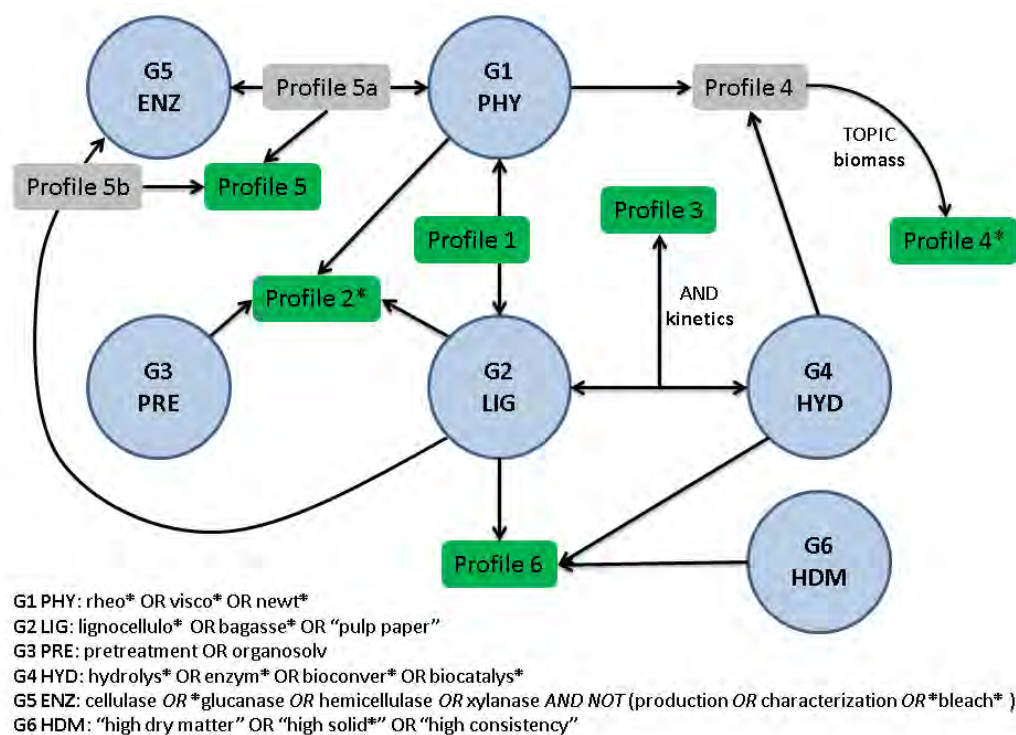 G5
ENZ
Profile 5a
G1
PHY
Profile 4
TOPIC
biomass
Profile 5b
Profile 5
Profile 3
Profile 1
Profile 4*
Profile 2*
AND
kinetics
G3
PRE
G2
LIG
G4
HYD
Profile 6
G6
HDM
G1 PHY: rheo* OR visco* OR newt*
G2 LIG: lignocellulo* OR bagasse* OR “pulp paper”
G3 PRE: pretreatment OR organosolv
G4 HYD: hydrolys* OR enzym* OR bioconver* OR biocatalys*
G5 ENZ: cellulase OR *glucanase OR hemicellulase OR xylanase AND NOT (production OR characterization OR *bleach* )
G6 HDM: “high dry matter” OR “high solid*” OR “high consistency”